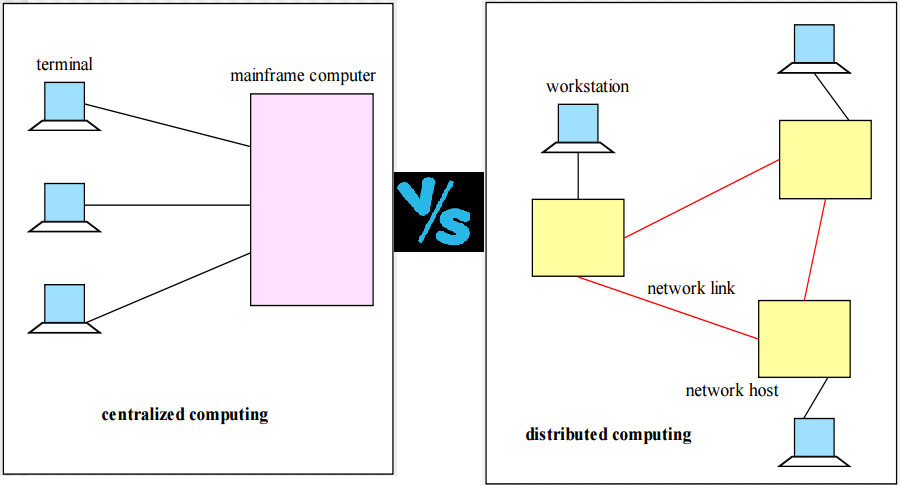 terminal
mainframe computer
centralized computing
V/S
workstation
network link
network host
distributed computing